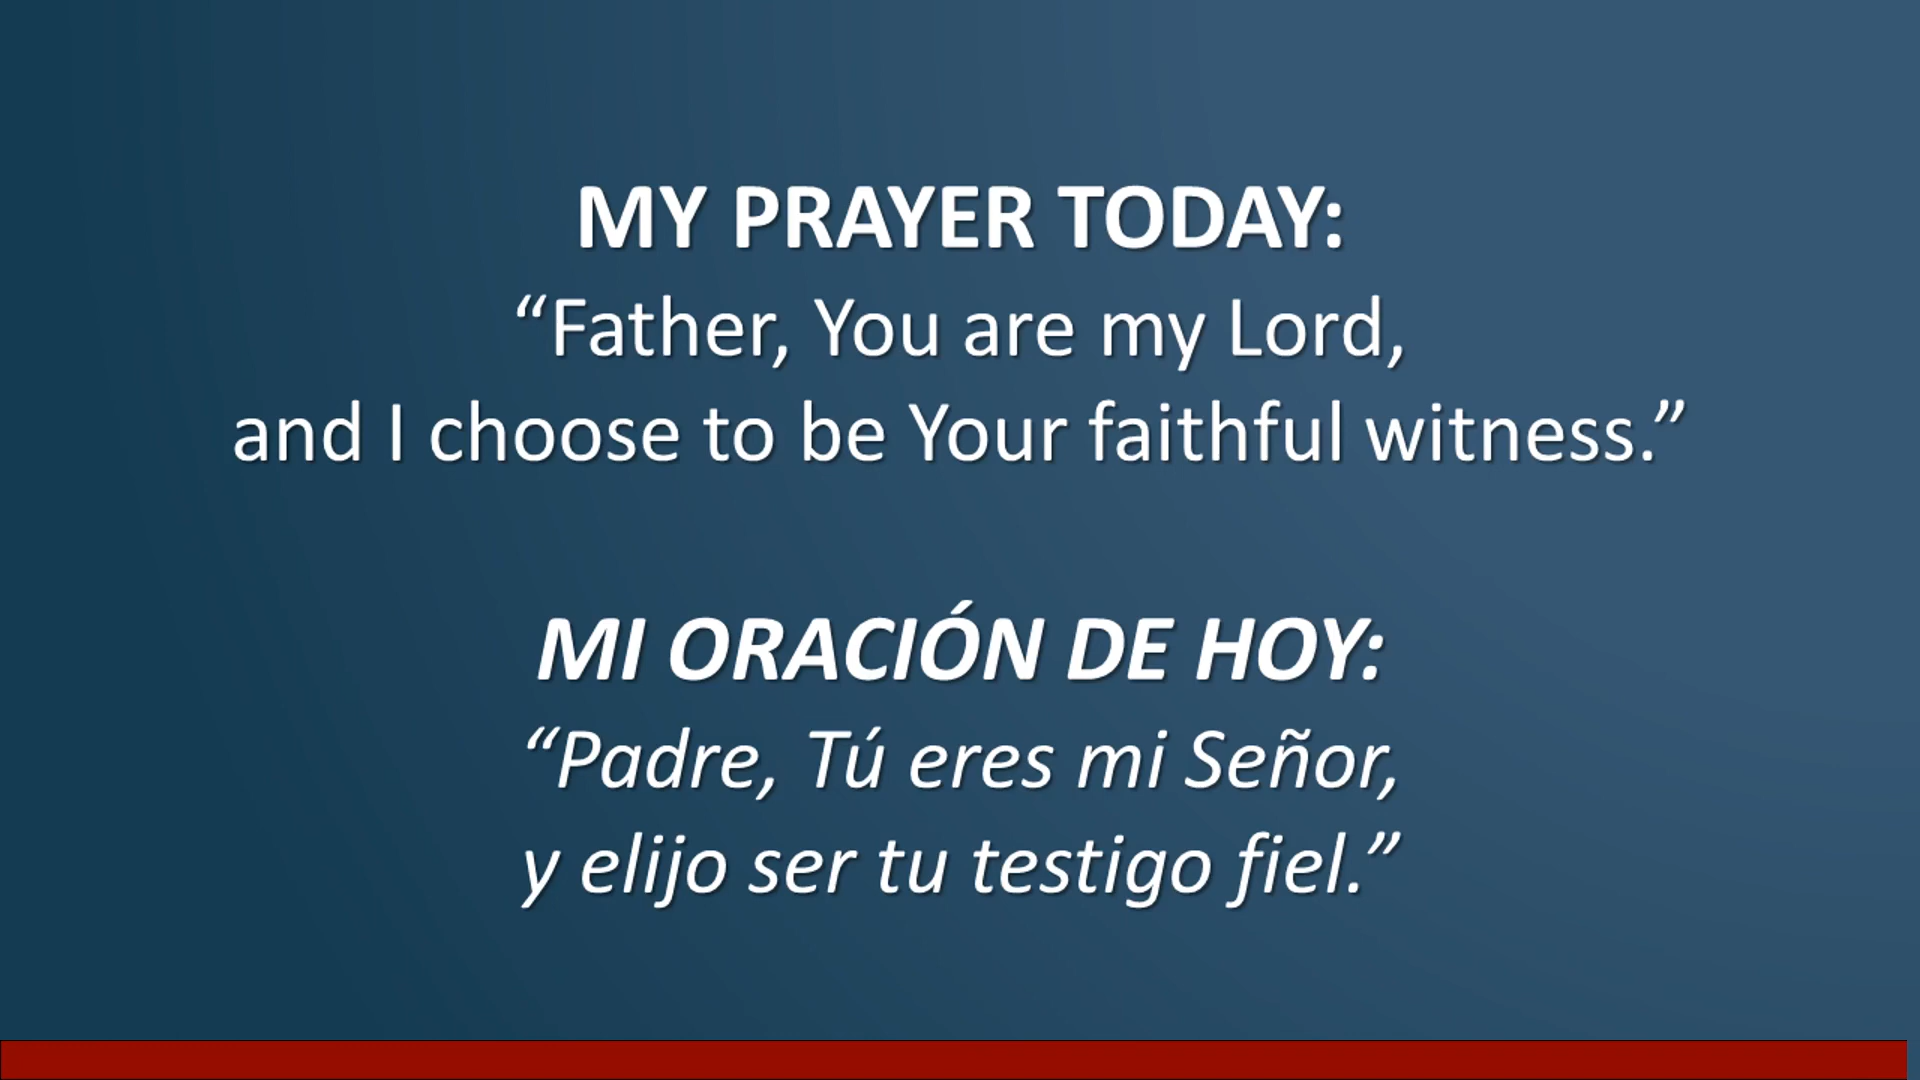 MY PRAYER TODAY:
“Father, You are my Lord,
and I choose to be Your faithful witness.”
MI ORACIÓN DE HOY:
“Padre, Tú eres mi Señor,
y elijo ser tu testigo fiel.”